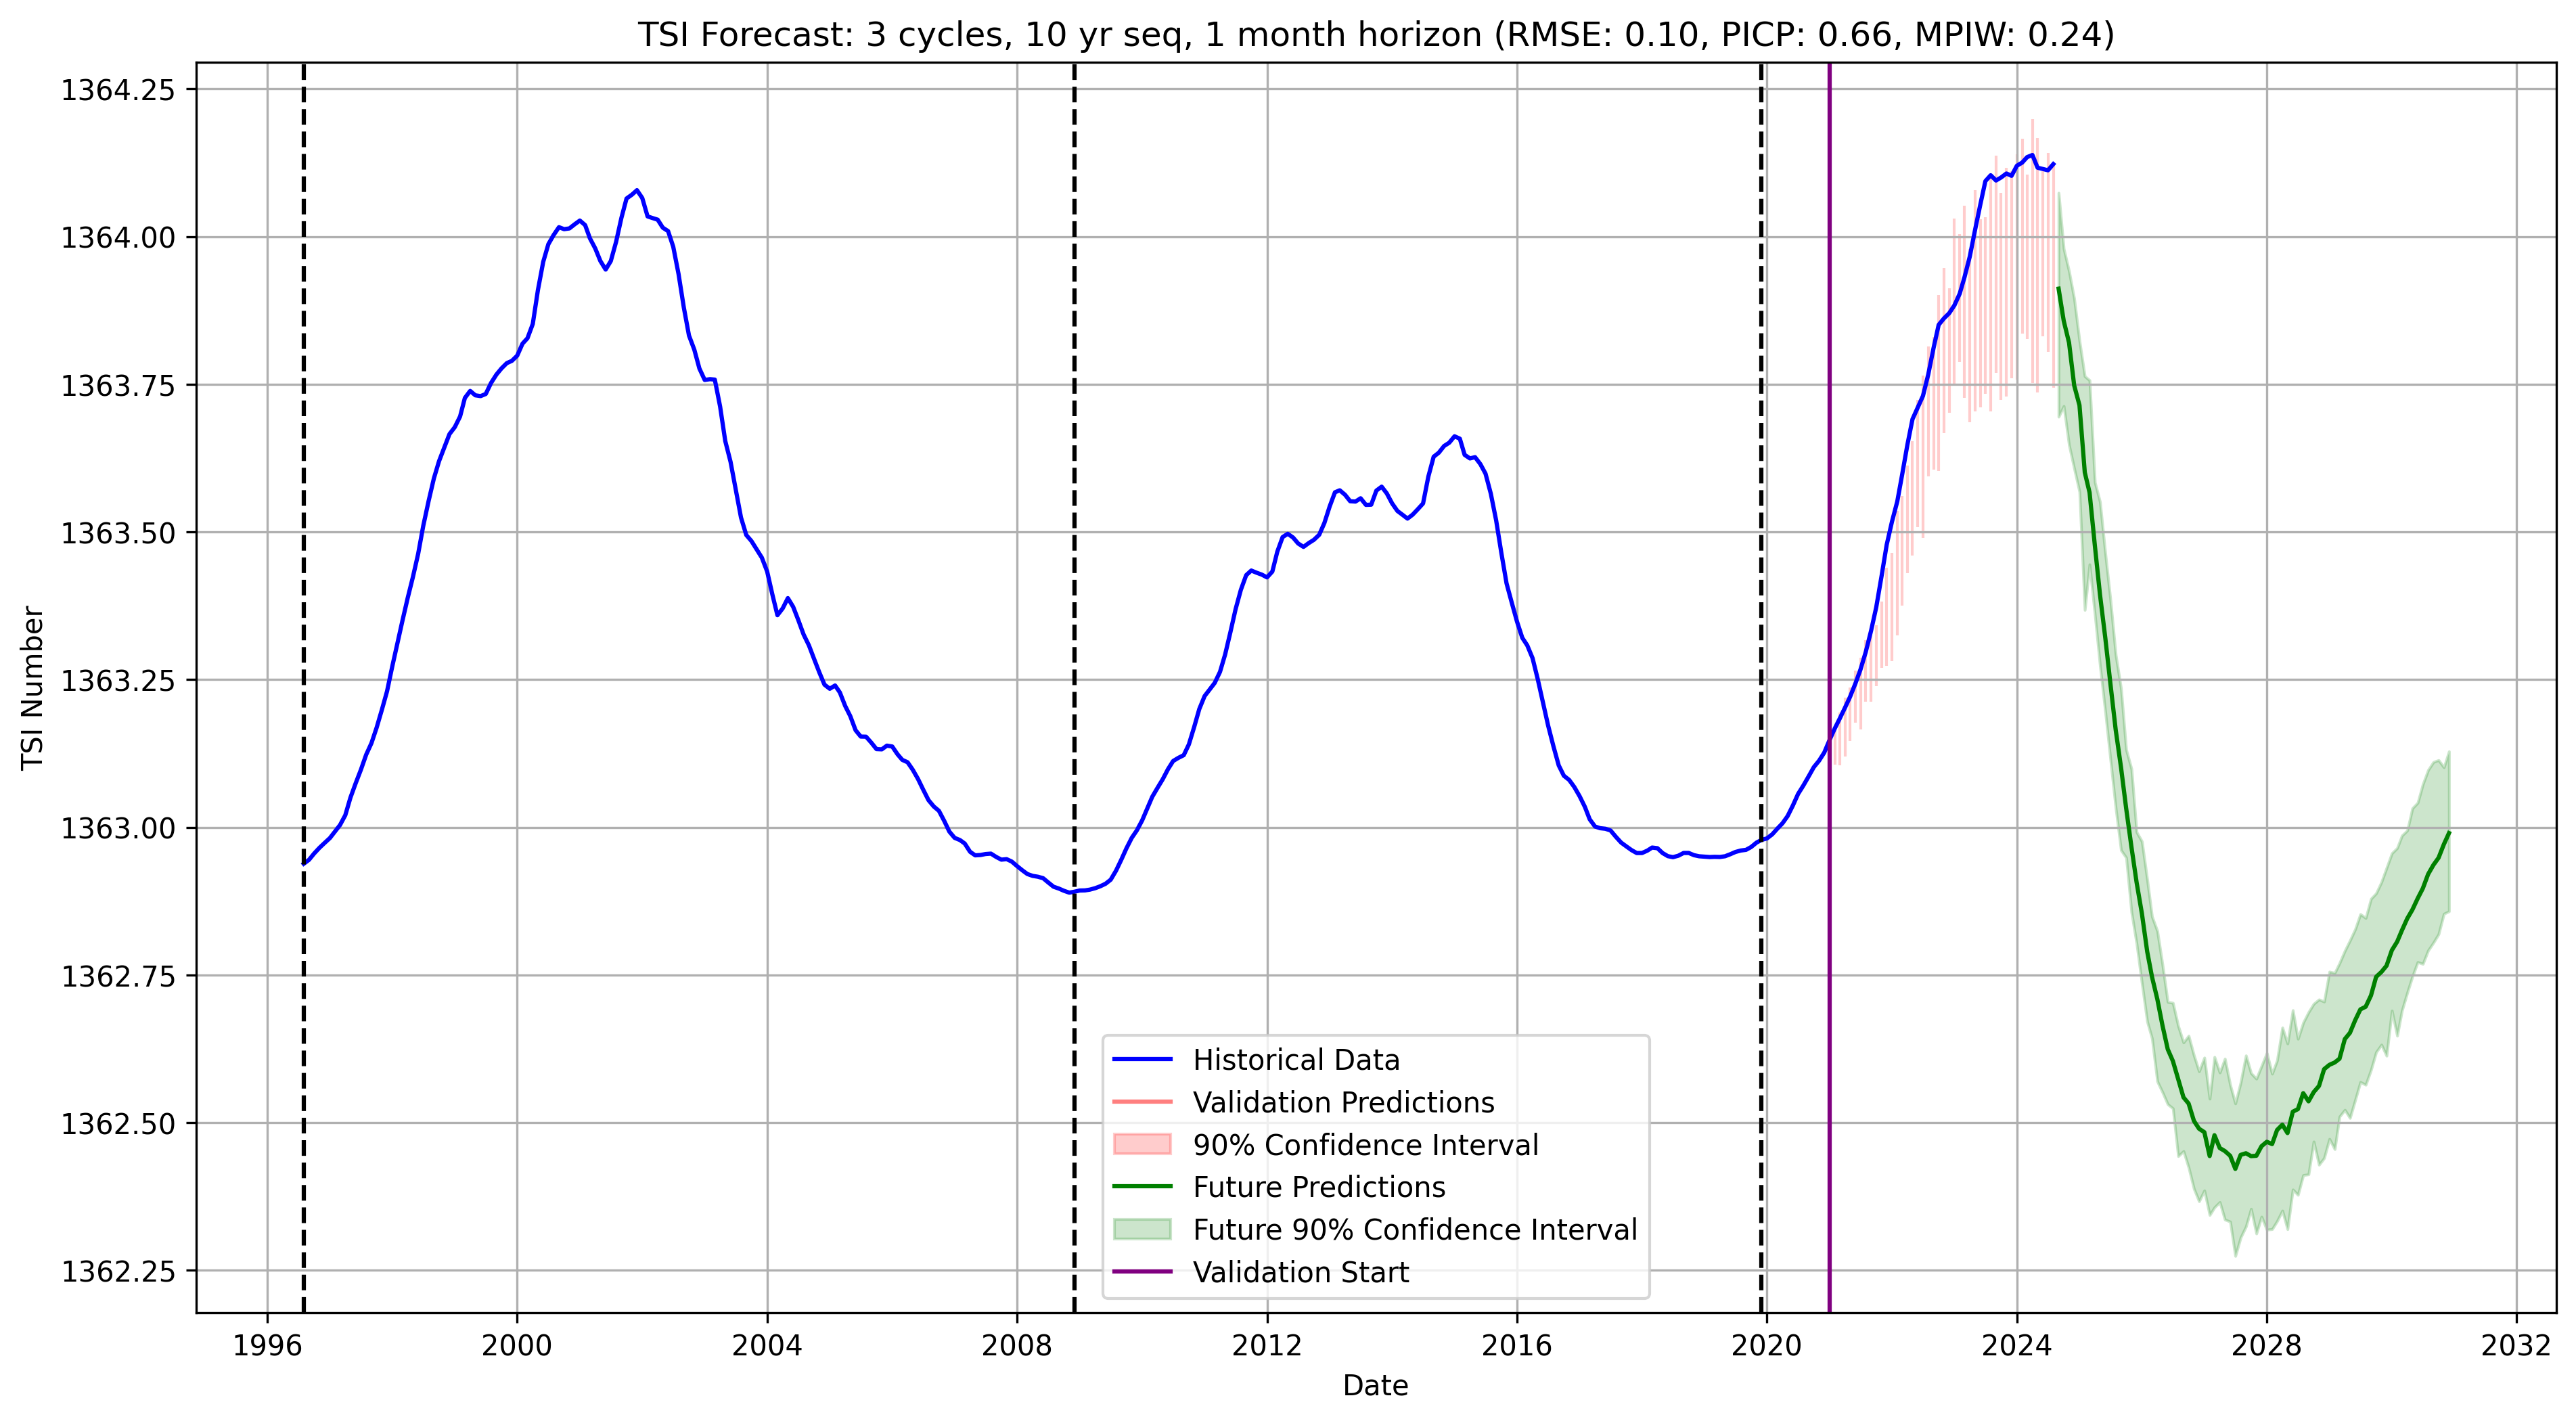 TSI Forecast: 3 cycles, 10 yr seq, 1 month horizon (RMSE: 0.10, PICP: 0.66, MPIW: 0.24)
1364.25
1364.00
1363.75
1363.50
1363.25
1363.00
1362.75
1362.50
1362.25
TSI Number
Historical Data
Validation Predictions
90% Confidence Interval
Future Predictions
Future 90% Confidence Interval
Validation Start
1996 2000 2004 2008 2012 2016 2020 2024 2028 2032
Date